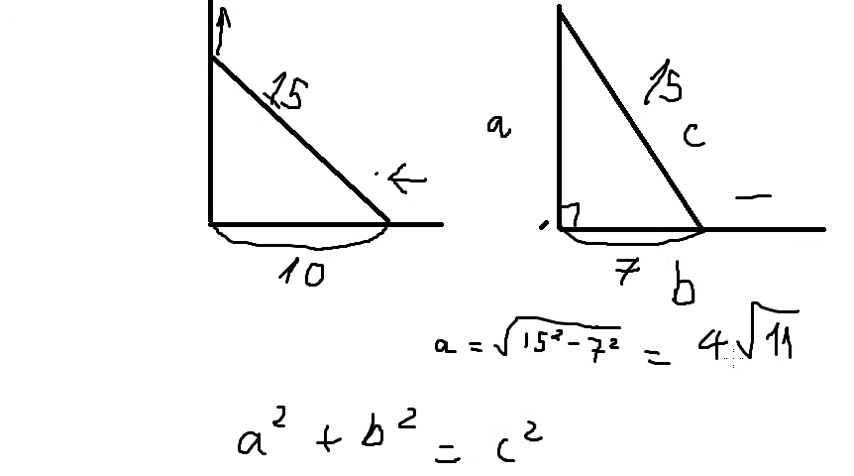 15
10
a
15
c
7
b
a = √15² - 7² = 4√11
a² + b² = c²